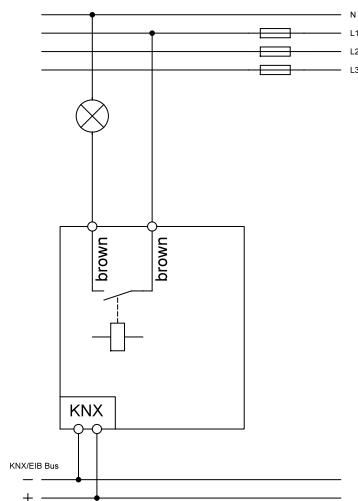 N
L1
L2
L3
brown
brown
KNX
KNX/EIB Bus
−
+